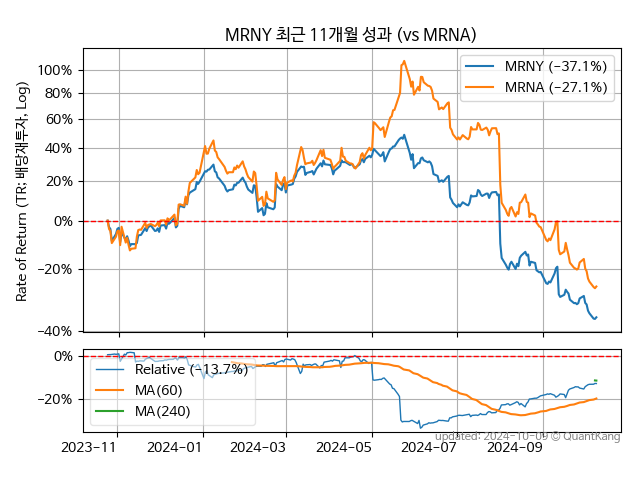 MRNY 최근 11개월 성과 (vs MRNA)
Rate of Return (TR: 배당재투자, Log)
100%
80%
60%
40%
20%
0%
−20%
−40%
MRNY (−37.1%)
MRNA (−27.1%)
0%
−20%
Relative (−13.7%)
MA(60)
MA(240)
2023−11
2024−01
2024−03
2024−05
2024−07
2024−09
updated: 2024-10-09 © QuantKang